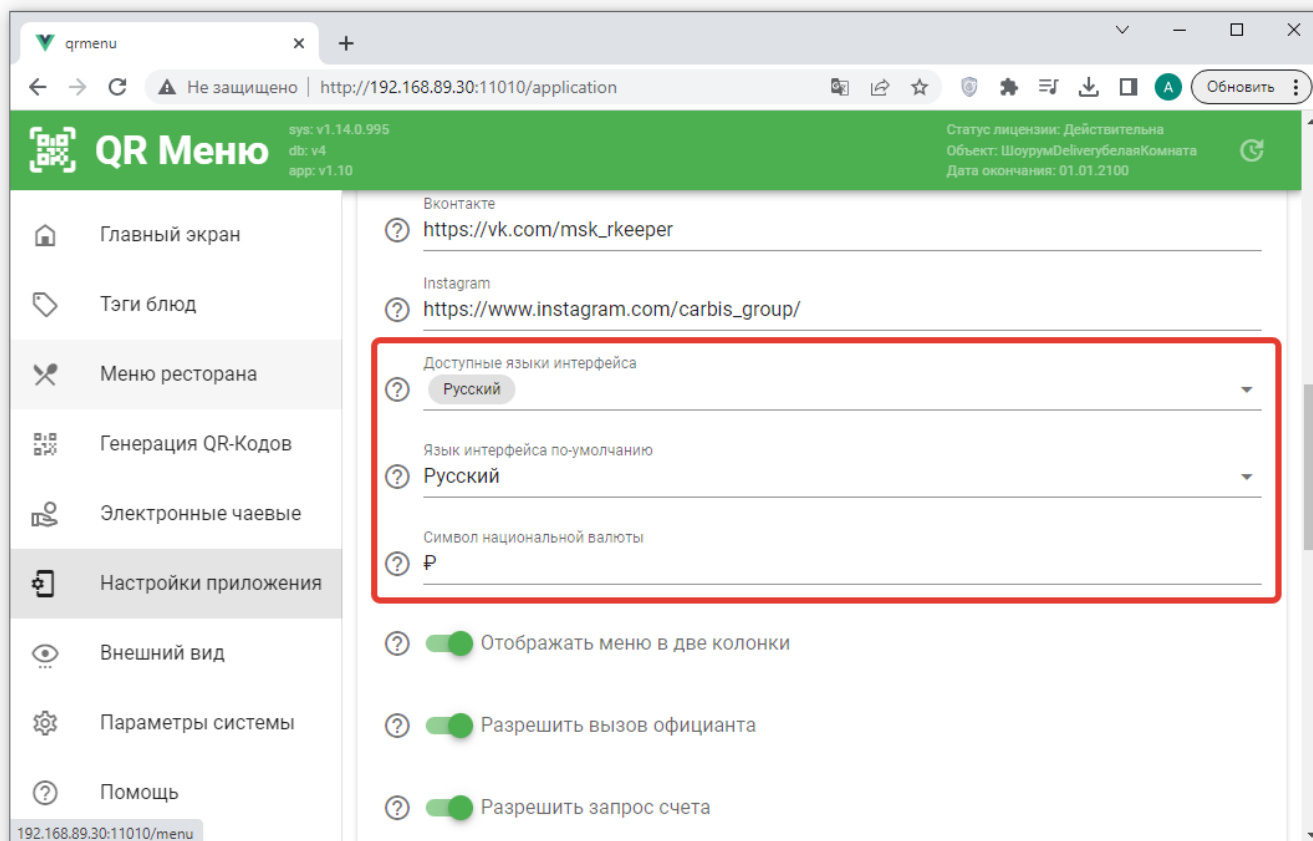 qrmenu
Не защищено | http://192.168.89.30:11010/application
А
Обновить
QR Меню
sys: v1.14.0.995
db: v4
app: v1.10
Статус лицензии: Действительна
Объект: ШоурумDeliveryбелаяКомната
Дата окончания: 01.01.2100
Главный экран
Тэги блюд
Меню ресторана
Генерация QR-Кодов
Электронные чаевые
Настройки приложения
Внешний вид
Параметры системы
Помощь
192.168.89.30:11010/menu
Вконтакте
https://vk.com/msk_rkeeper
Instagram
https://www.instagram.com/carbis_group/
Доступные языки интерфейса
Русский
Язык интерфейса по-умолчанию
Русский
Символ национальной валюты
₽
Отображать меню в две колонки
Разрешить вызов официанта
Разрешить запрос счета